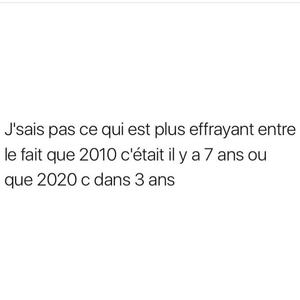 J'sais pas ce qui est plus effrayant entre
le fait que 2010 c'était il y a 7 ans ou
que 2020 c dans 3 ans